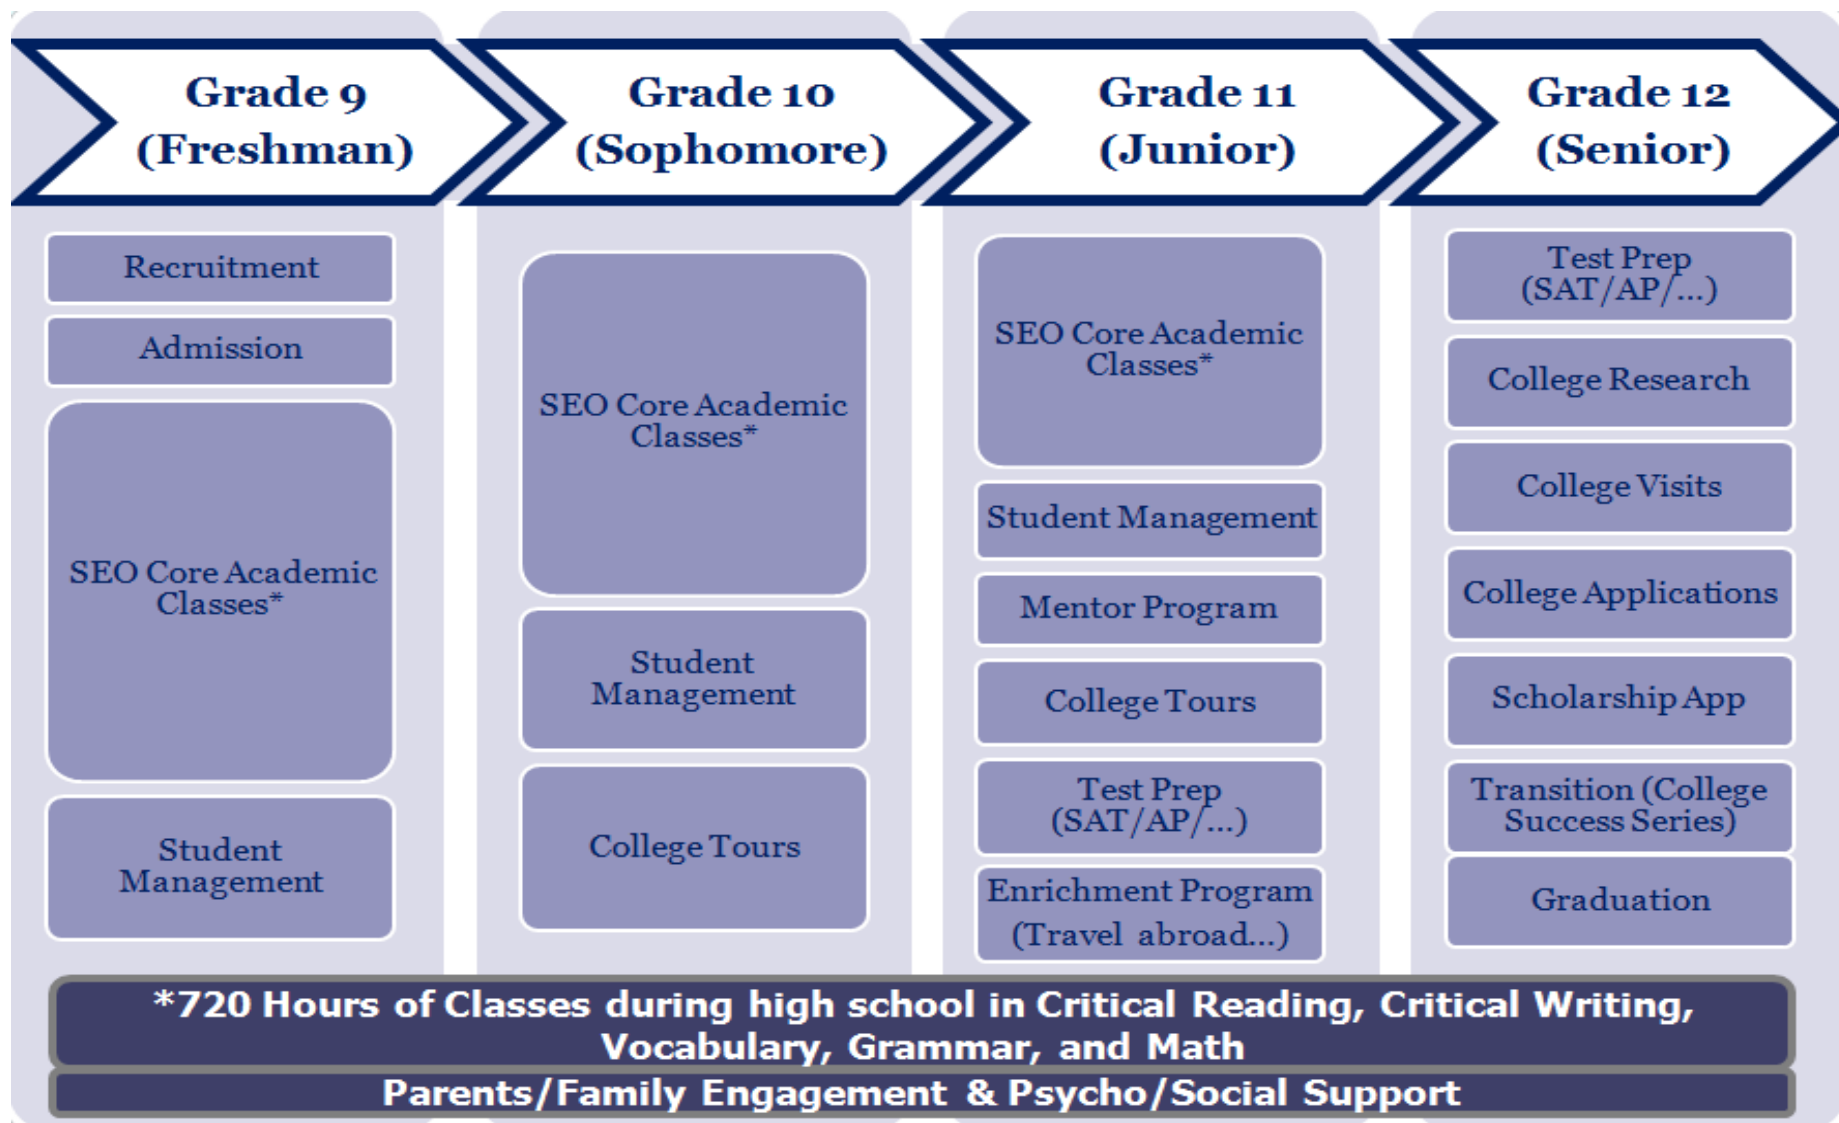 Grade 9
(Freshman)
Grade 10
(Sophomore)
Grade 11
(Junior)
Grade 12
(Senior)
Recruitment
Admission
SEO Core Academic
Classes*
Student
Management
SEO Core Academic
Classes*
Student
Management
College Tours
SEO Core Academic
Classes*
Student Management
Mentor Program
College Tours
Test Prep
(SAT/AP/...)
Enrichment Program
(Travel abroad...)
Test Prep
(SAT/AP/...)
College Research
College Visits
College Applications
Scholarship App
Transition (College
Success Series)
Graduation
*720 Hours of Classes during high school in Critical Reading, Critical Writing,
Vocabulary, Grammar, and Math
Parents/Family Engagement & Psycho/Social Support